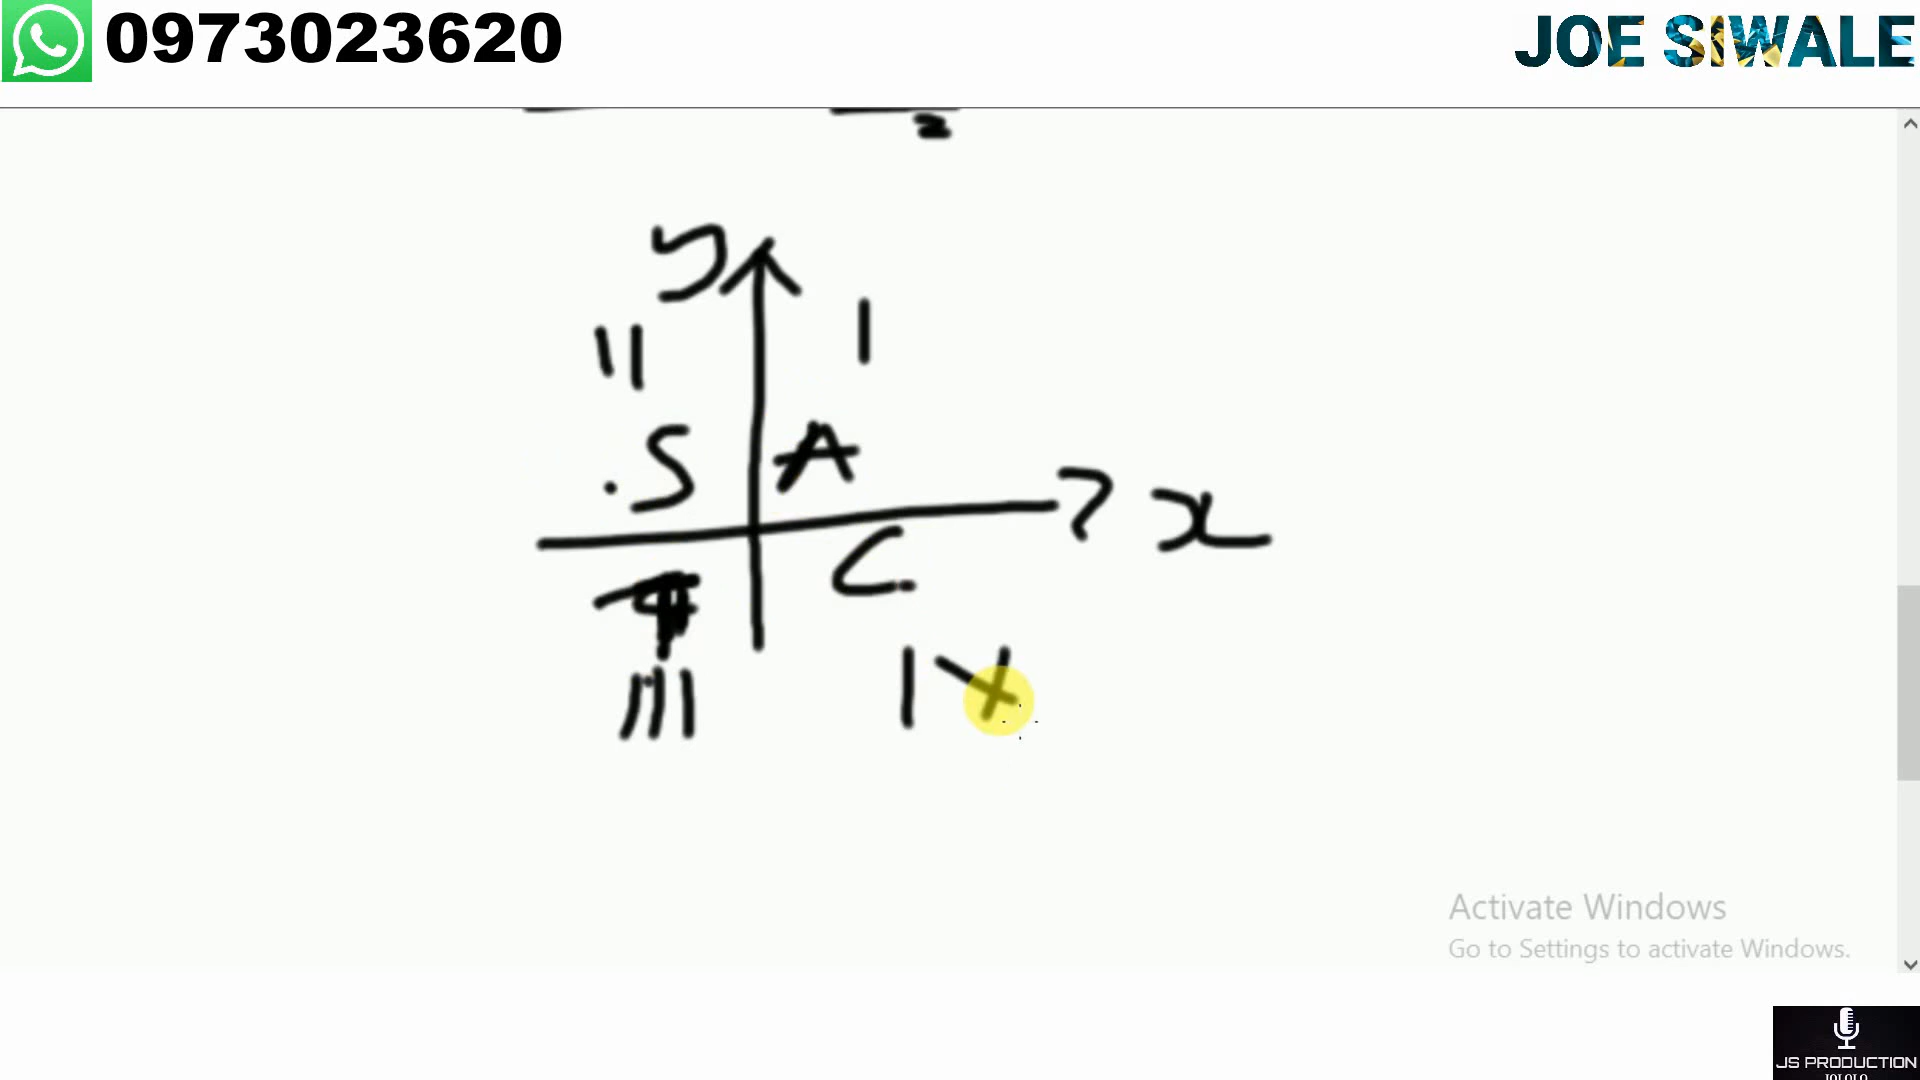 0973023620
JOE SIWALE
y
II I
S A
x
T C
III IV
Activate Windows
Go to Settings to activate Windows.
JS PRODUCTION